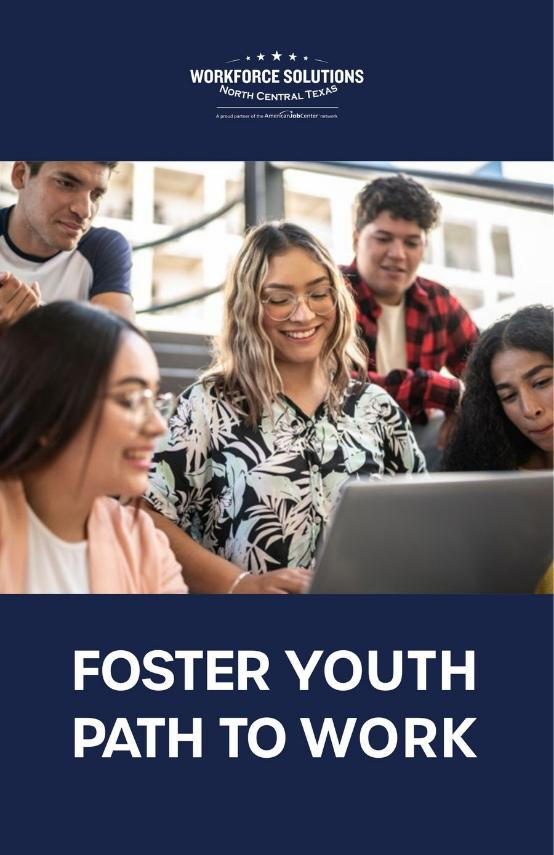 WORKFORCE SOLUTIONS
NORTH CENTRAL TEXAS
A proud partner of the AmericanJobCenter network
FOSTER YOUTH
PATH TO WORK